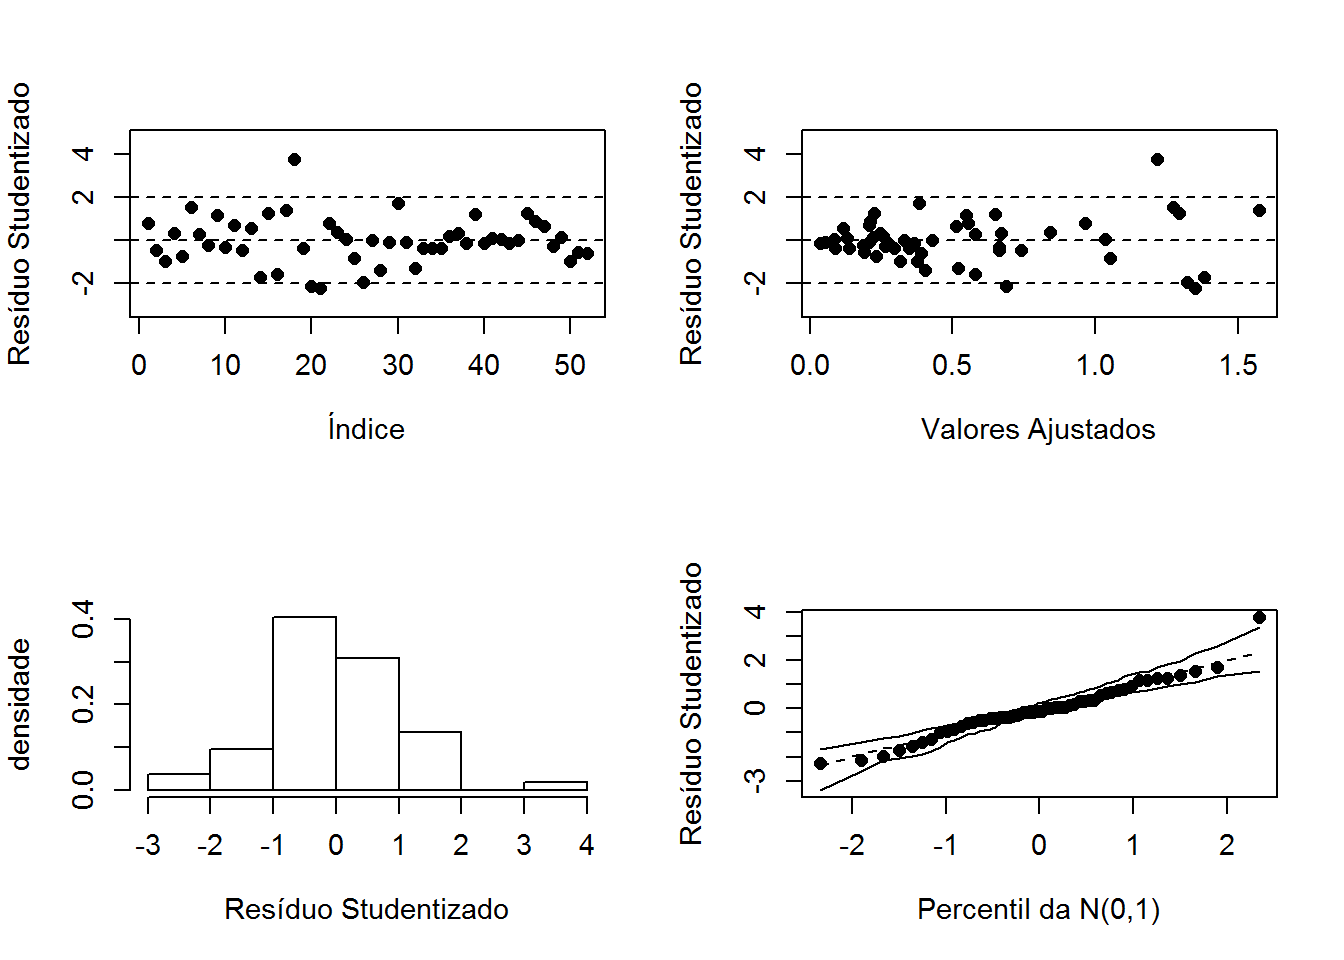 Resíduo Studentizado
4
2
-2
0 10 20 30 40 50
Índice
Resíduo Studentizado
4
2
-2
0.0 0.5 1.0 1.5
Valores Ajustados
densidade
0.4
0.2
0.0
-3 -2 -1 0 1 2 3 4
Resíduo Studentizado
Resíduo Studentizado
4
2
0
-3
-2 -1 0 1 2
Percentil da N(0,1)